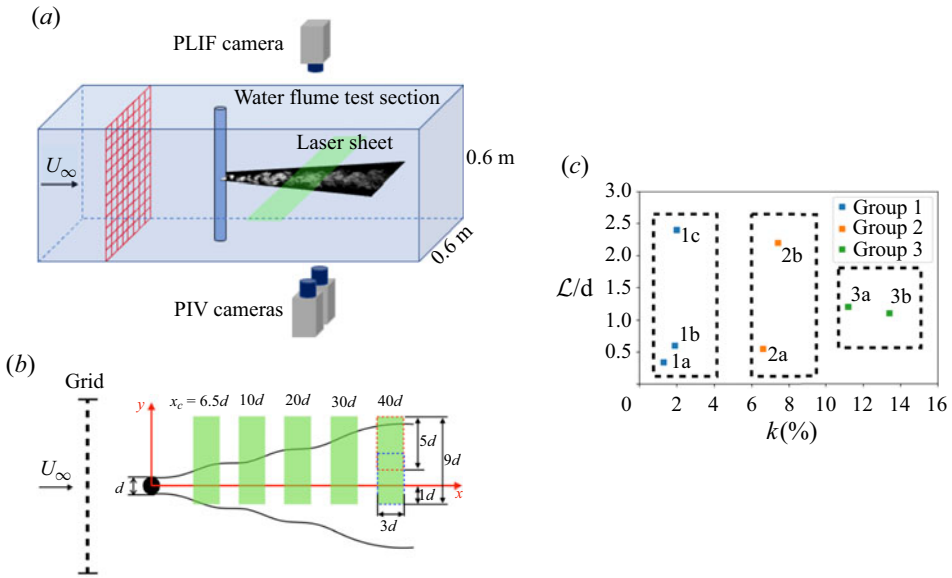 (a)
PLIF camera
Water flume test section
Laser sheet
U∞
0.6 m
0.6 m
PIV cameras
(b)
Grid
y
x_c = 6.5d 10d 20d 30d 40d
U∞
d
5d
9d
x
1d
3d
(c)
3.0
2.5
2.0
1.5
1.0
0.5
ℒ/d
Group 1
Group 2
Group 3
1c
2b
3a 3b
1b
2a
1a
0 2 4 6 8 10 12 14 16
k(%)